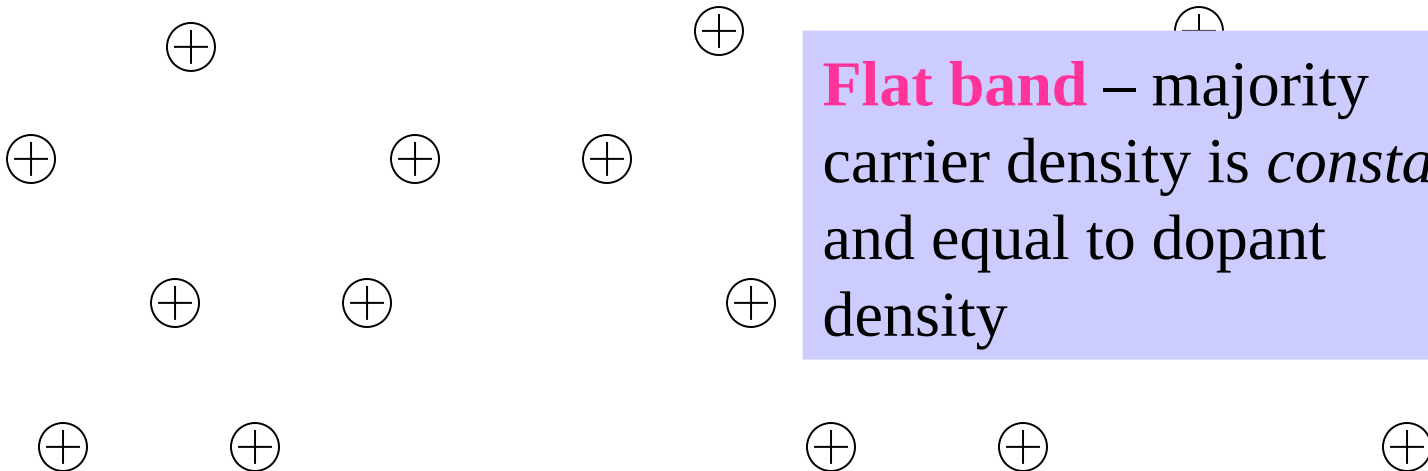 Flat band – majority
carrier density is consta
and equal to dopant
density